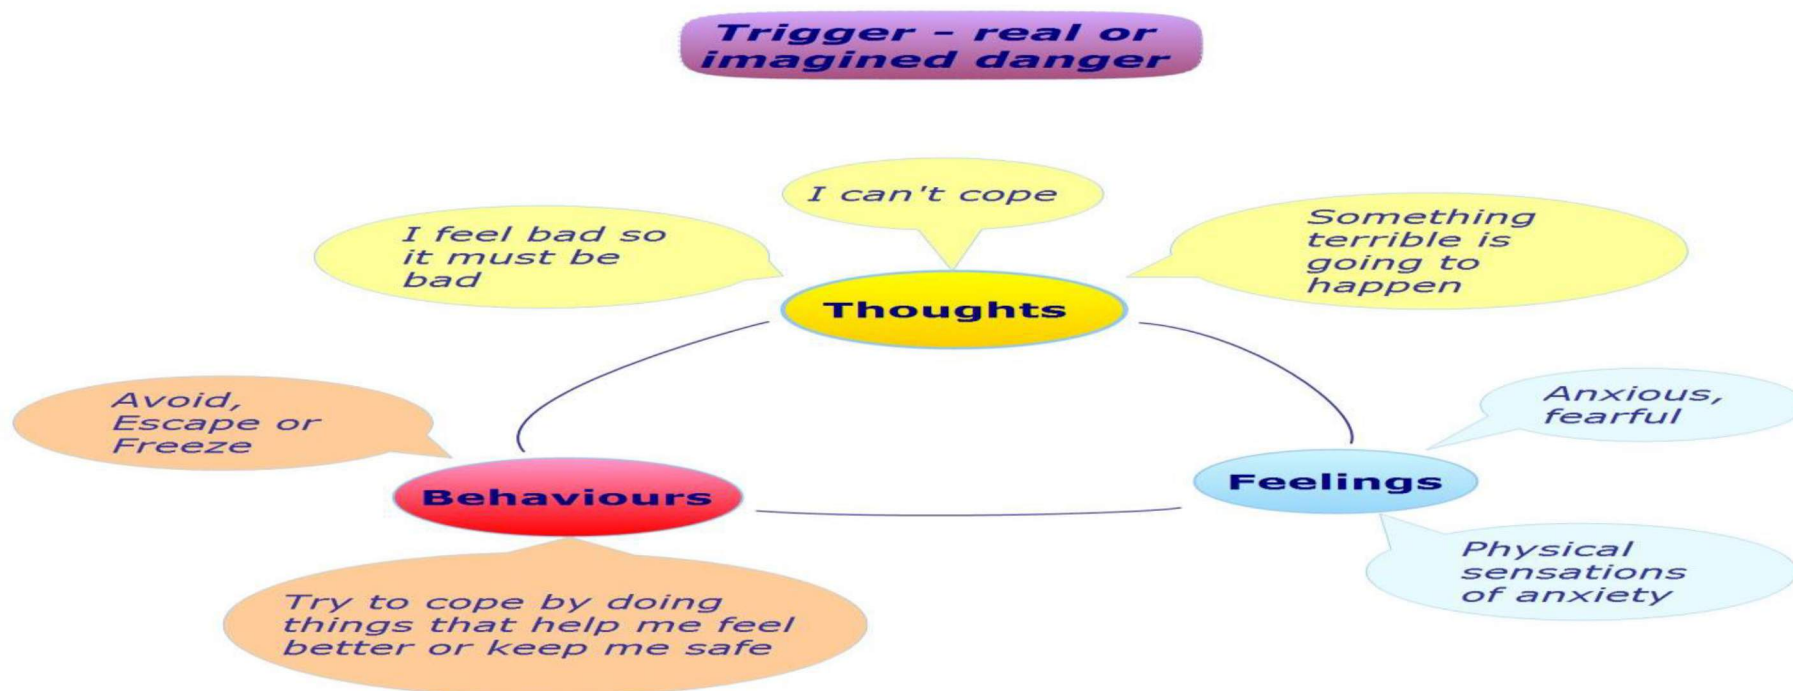 Trigger - real or
imagined danger
I can't cope
I feel bad so
it must be
bad
Something
terrible is
going to
happen
Thoughts
Avoid,
Escape or
Freeze
Anxious,
fearful
Behaviours
Feelings
Physical
sensations
of anxiety
Try to cope by doing
things that help me feel
better or keep me safe